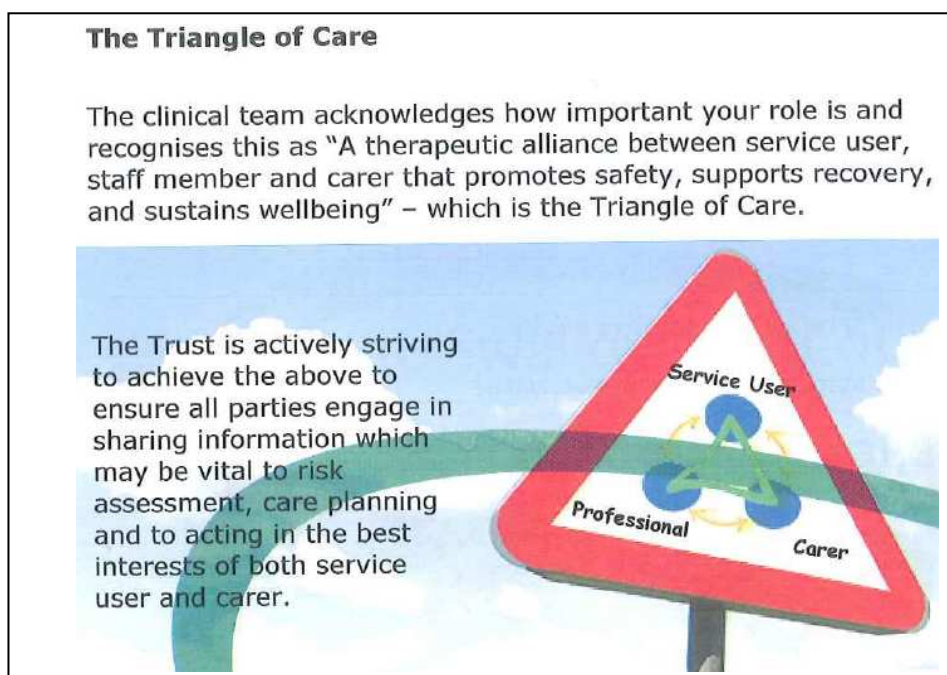 The Triangle of Care
The clinical team acknowledges how important your role is and
recognises this as “A therapeutic alliance between service user,
staff member and carer that promotes safety, supports recovery,
and sustains wellbeing” – which is the Triangle of Care.
The Trust is actively striving
to achieve the above to
ensure all parties engage in
sharing information which
may be vital to risk
assessment, care planning
and to acting in the best
interests of both service
user and carer.
Service User
Professional
Carer